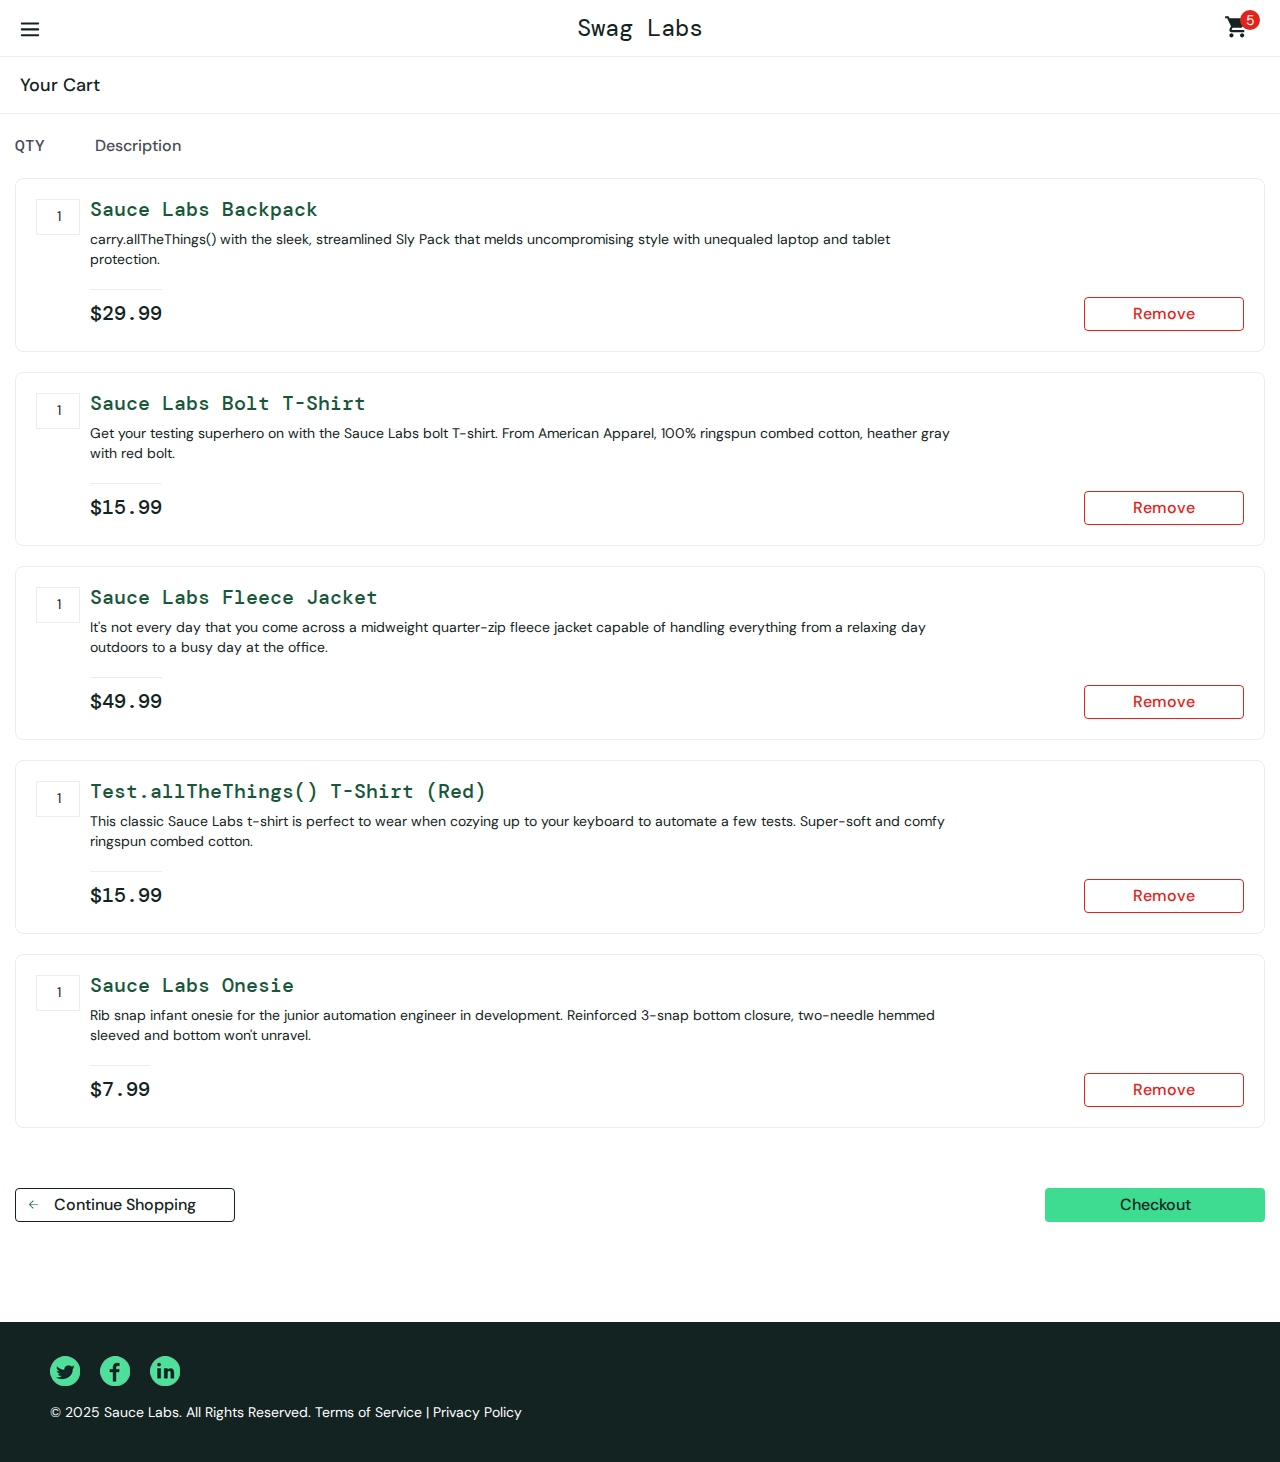 Swag Labs
5
Your Cart
QTY Description
1 Sauce Labs Backpack
carry.allTheThings() with the sleek, streamlined Sly Pack that melds uncompromising style with unequaled laptop and tablet
protection.
$29.99 Remove
1 Sauce Labs Bolt T-Shirt
Get your testing superhero on with the Sauce Labs bolt T-shirt. From American Apparel, 100% ringspun combed cotton, heather gray
with red bolt.
$15.99 Remove
1 Sauce Labs Fleece Jacket
It's not every day that you come across a midweight quarter-zip fleece jacket capable of handling everything from a relaxing day
outdoors to a busy day at the office.
$49.99 Remove
1 Test.allTheThings() T-Shirt (Red)
This classic Sauce Labs t-shirt is perfect to wear when cozying up to your keyboard to automate a few tests. Super-soft and comfy
ringspun combed cotton.
$15.99 Remove
1 Sauce Labs Onesie
Rib snap infant onesie for the junior automation engineer in development. Reinforced 3-snap bottom closure, two-needle hemmed
sleeved and bottom won't unravel.
$7.99 Remove
Continue Shopping Checkout
© 2025 Sauce Labs. All Rights Reserved. Terms of Service | Privacy Policy